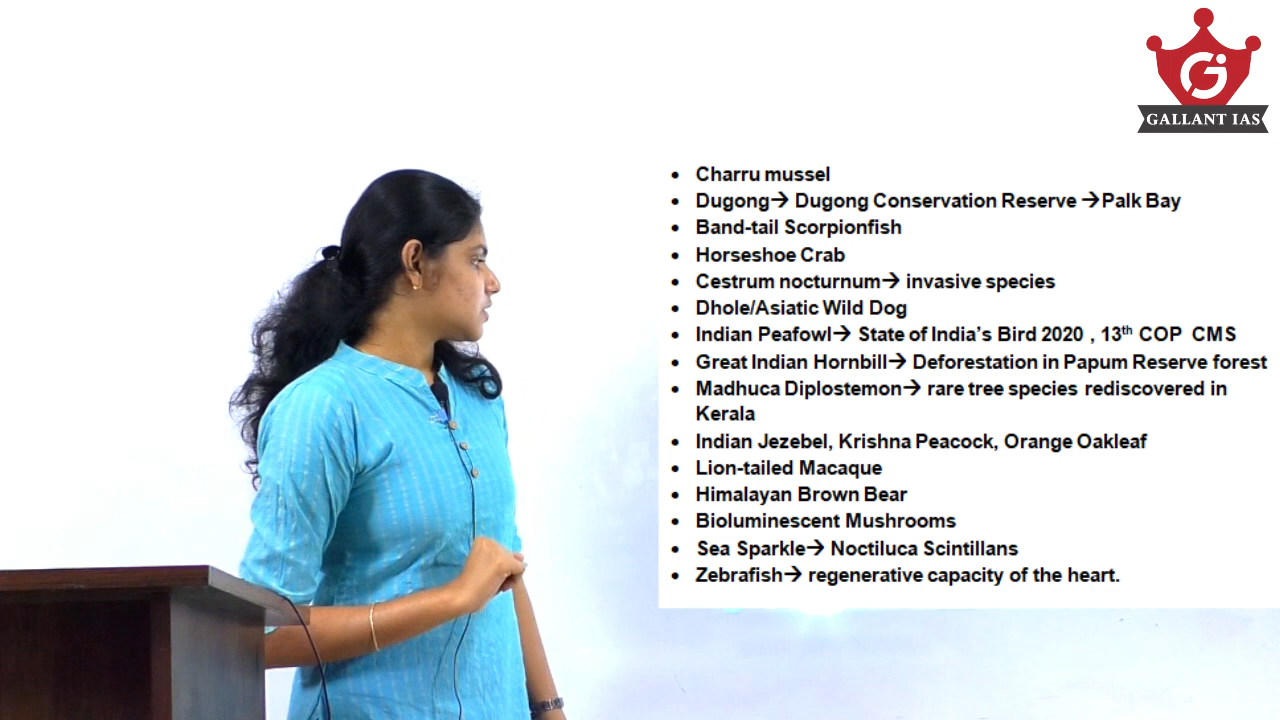 GALLANT IAS
• Charru mussel
• Dugong→ Dugong Conservation Reserve →Palk Bay
• Band-tail Scorpionfish
• Horseshoe Crab
• Cestrum nocturnum→ invasive species
• Dhole/Asiatic Wild Dog
• Indian Peafowl→ State of India’s Bird 2020 , 13th COP CMS
• Great Indian Hornbill→ Deforestation in Papum Reserve forest
• Madhuca Diplostemon→ rare tree species rediscovered in
Kerala
• Indian Jezebel, Krishna Peacock, Orange Oakleaf
• Lion-tailed Macaque
• Himalayan Brown Bear
• Bioluminescent Mushrooms
• Sea Sparkle→ Noctiluca Scintillans
• Zebrafish→ regenerative capacity of the heart.